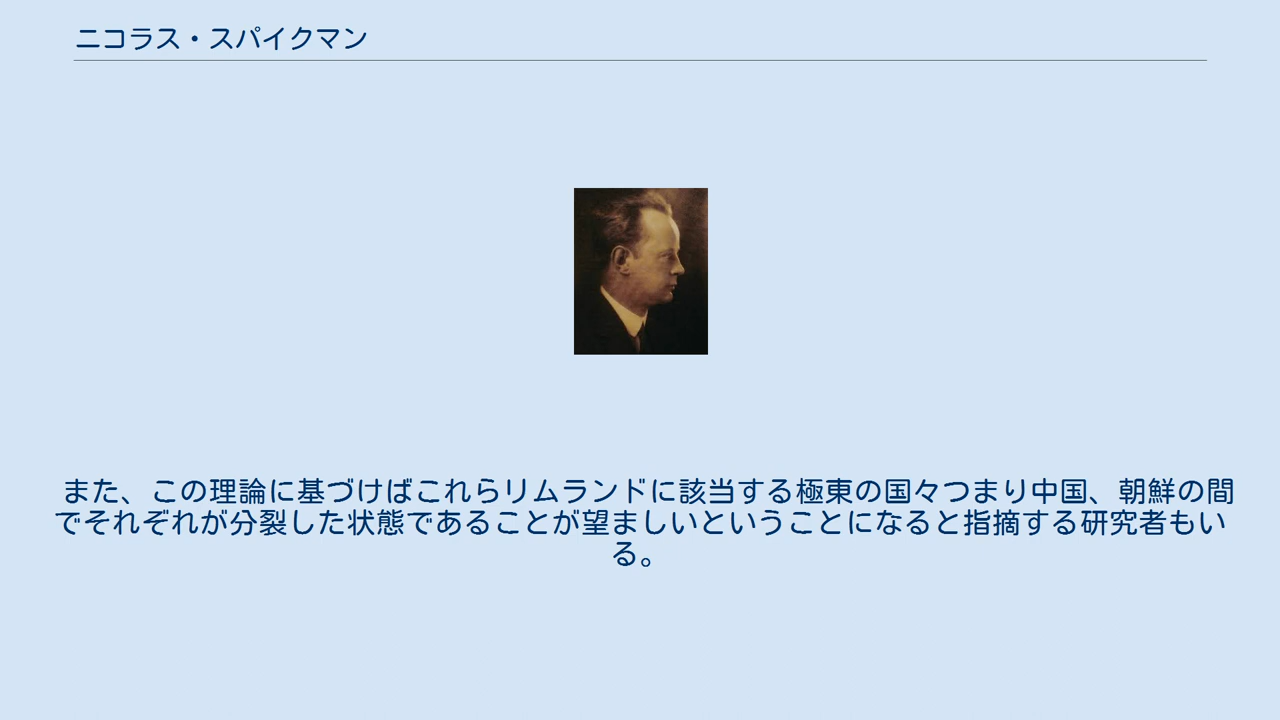 ニコラス・スパイクマン
また、この理論に基づけばこれらリムランドに該当する極東の国々つまり中国、朝鮮の間
でそれぞれが分裂した状態であることが望ましいということになると指摘する研究者もい
る。